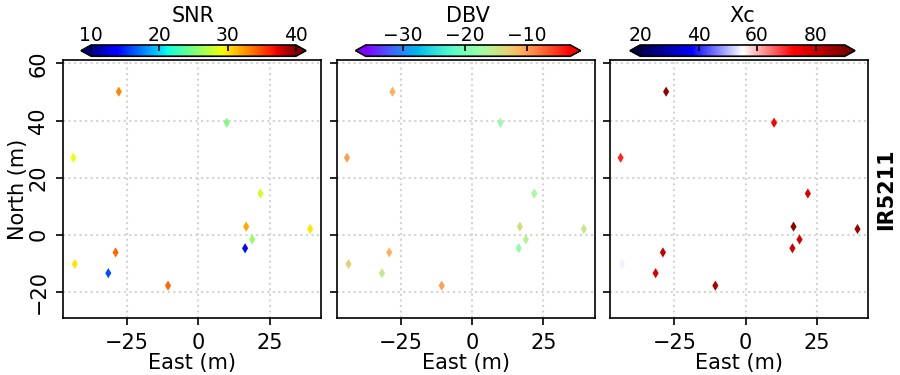 SNR DBV Xc
10 20 30 40 −30 −20 −10 20 40 60 80
60
40
20
0
−20
North (m)
IR5211
−25 0 25 −25 0 25 −25 0 25
East (m) East (m) East (m)